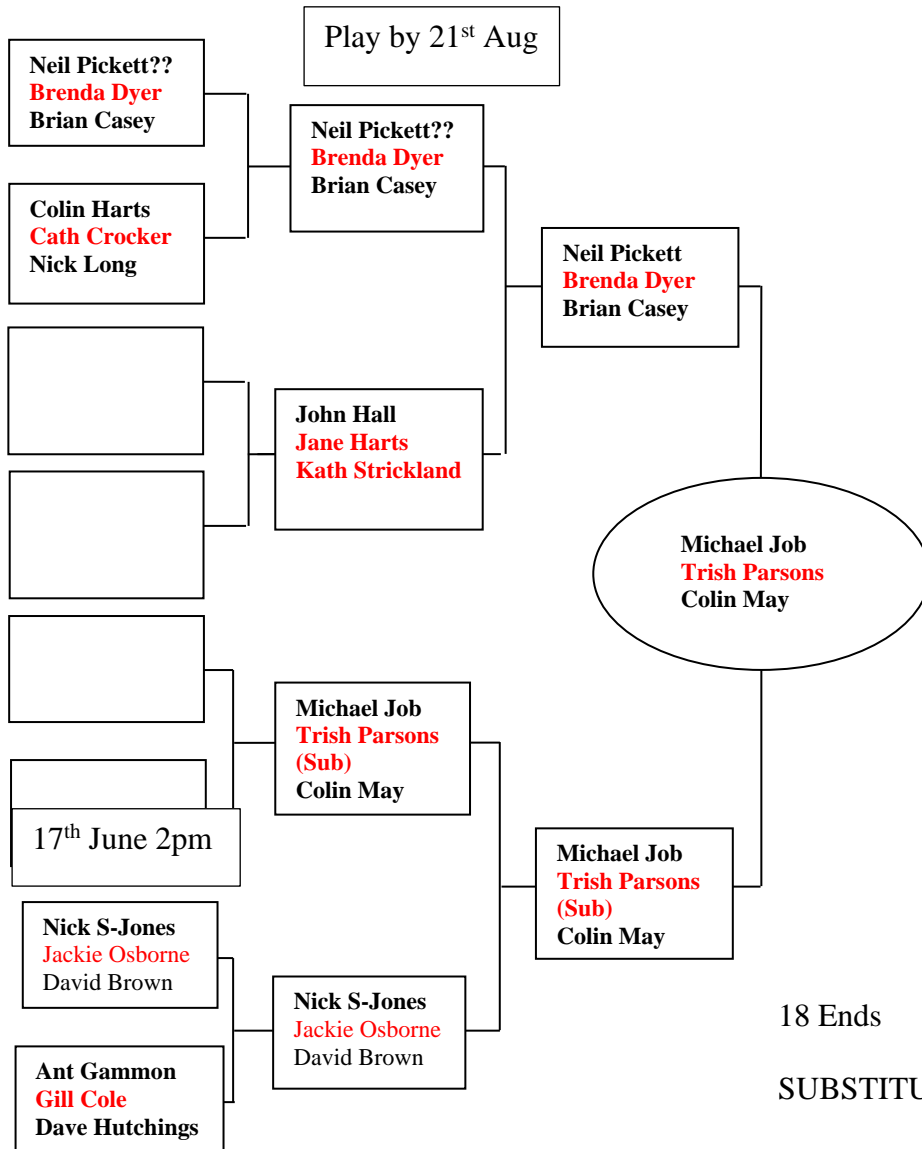 Play by 21st Aug
Neil Pickett??
Brenda Dyer
Brian Casey
Colin Harts
Cath Crocker
Nick Long
Neil Pickett??
Brenda Dyer
Brian Casey
John Hall
Jane Harts
Kath Strickland
Neil Pickett
Brenda Dyer
Brian Casey
Michael Job
Trish Parsons
Colin May
Michael Job
Trish Parsons
(Sub)
Colin May
17th June 2pm
Nick S-Jones
Jackie Osborne
David Brown
Ant Gammon
Gill Cole
Dave Hutchings
Nick S-Jones
Jackie Osborne
David Brown
Michael Job
Trish Parsons
(Sub)
Colin May
18 Ends
SUBSTITU